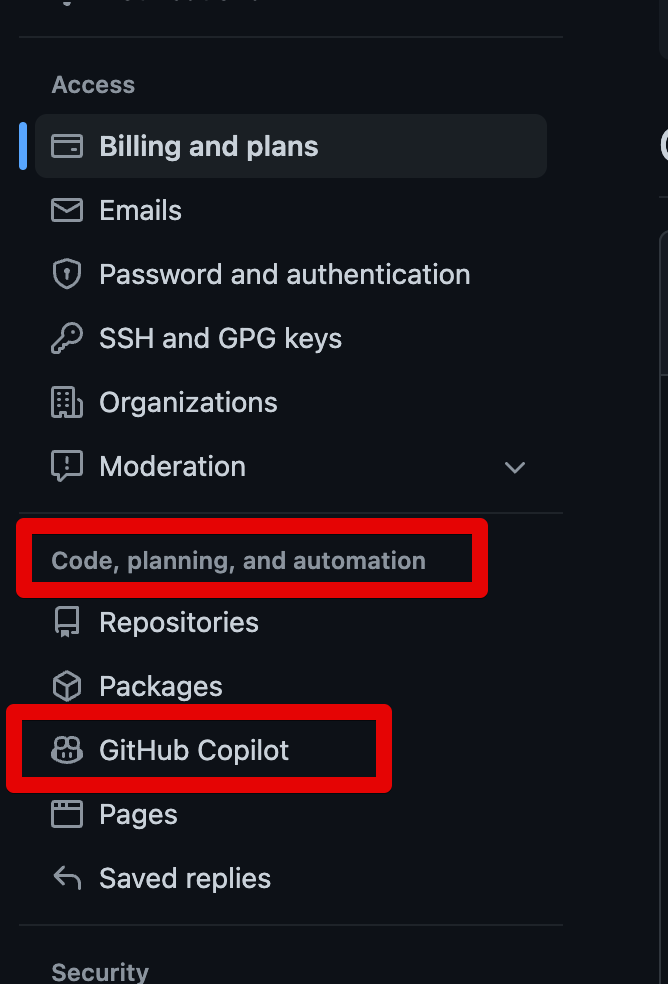 Access
Billing and plans
Emails
Password and authentication
SSH and GPG keys
Organizations
Moderation
Code, planning, and automation
Repositories
Packages
GitHub Copilot
Pages
Saved replies
Security